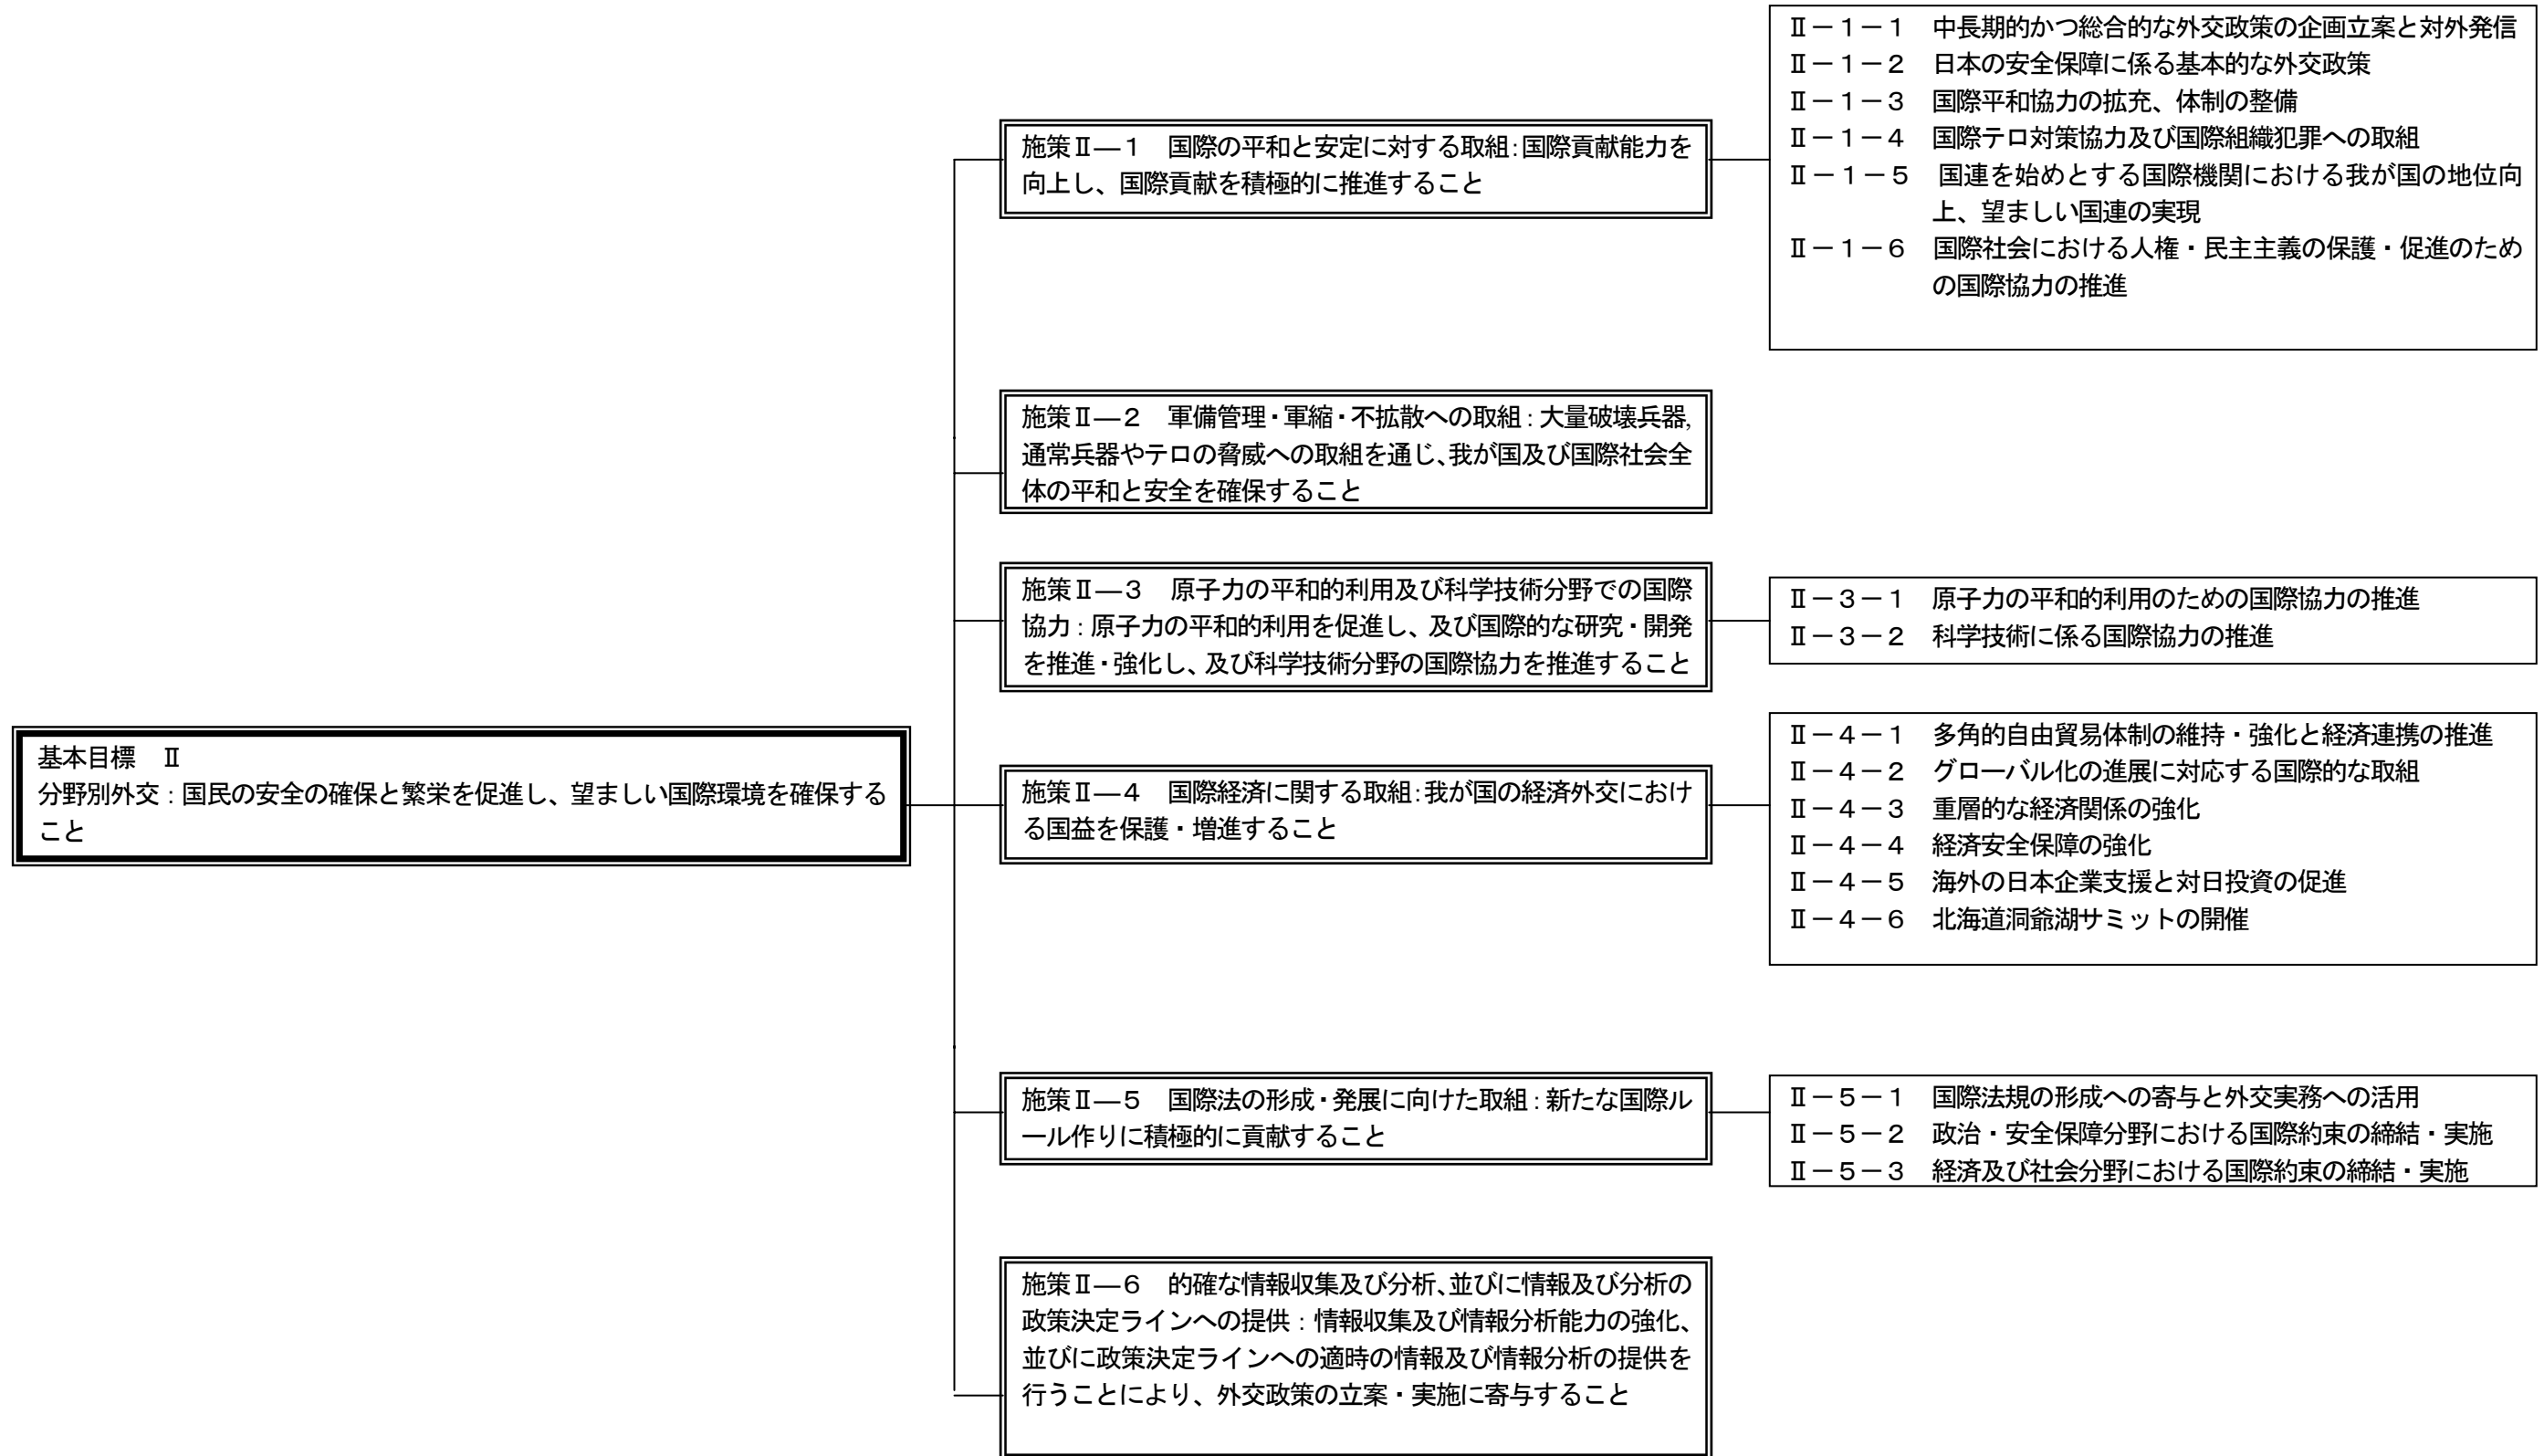 基本目標　Ⅱ
分野別外交：国民の安全の確保と繁栄を促進し、望ましい国際環境を確保する
こと
施策Ⅱ―１　国際の平和と安定に対する取組：国際貢献能力を
向上し、国際貢献を積極的に推進すること
Ⅱ－１－１　中長期的かつ総合的な外交政策の企画立案と対外発信
Ⅱ－１－２　日本の安全保障に係る基本的な外交政策
Ⅱ－１－３　国際平和協力の拡充、体制の整備
Ⅱ－１－４　国際テロ対策協力及び国際組織犯罪への取組
Ⅱ－１－５　国連を始めとする国際機関における我が国の地位向
上、望ましい国連の実現
Ⅱ－１－６　国際社会における人権・民主主義の保護・促進のため
の国際協力の推進
施策Ⅱ―２　軍備管理・軍縮・不拡散への取組：大量破壊兵器,
通常兵器やテロの脅威への取組を通じ、我が国及び国際社会全
体の平和と安全を確保すること
施策Ⅱ―３　原子力の平和的利用及び科学技術分野での国際
協力：原子力の平和的利用を促進し、及び国際的な研究・開発
を推進・強化し、及び科学技術分野の国際協力を推進すること
Ⅱ－３－１　原子力の平和的利用のための国際協力の推進
Ⅱ－３－２　科学技術に係る国際協力の推進
施策Ⅱ―４　国際経済に関する取組：我が国の経済外交におけ
る国益を保護・増進すること
Ⅱ－４－１　多角的自由貿易体制の維持・強化と経済連携の推進
Ⅱ－４－２　グローバル化の進展に対応する国際的な取組
Ⅱ－４－３　重層的な経済関係の強化
Ⅱ－４－４　経済安全保障の強化
Ⅱ－４－５　海外の日本企業支援と対日投資の促進
Ⅱ－４－６　北海道洞爺湖サミットの開催
施策Ⅱ―５　国際法の形成・発展に向けた取組：新たな国際ル
ール作りに積極的に貢献すること
Ⅱ－５－１　国際法規の形成への寄与と外交実務への活用
Ⅱ－５－２　政治・安全保障分野における国際約束の締結・実施
Ⅱ－５－３　経済及び社会分野における国際約束の締結・実施
施策Ⅱ―６　的確な情報収集及び分析、並びに情報及び分析の
政策決定ラインへの提供：情報収集及び情報分析能力の強化、
並びに政策決定ラインへの適時の情報及び情報分析の提供を
行うことにより、外交政策の立案・実施に寄与すること